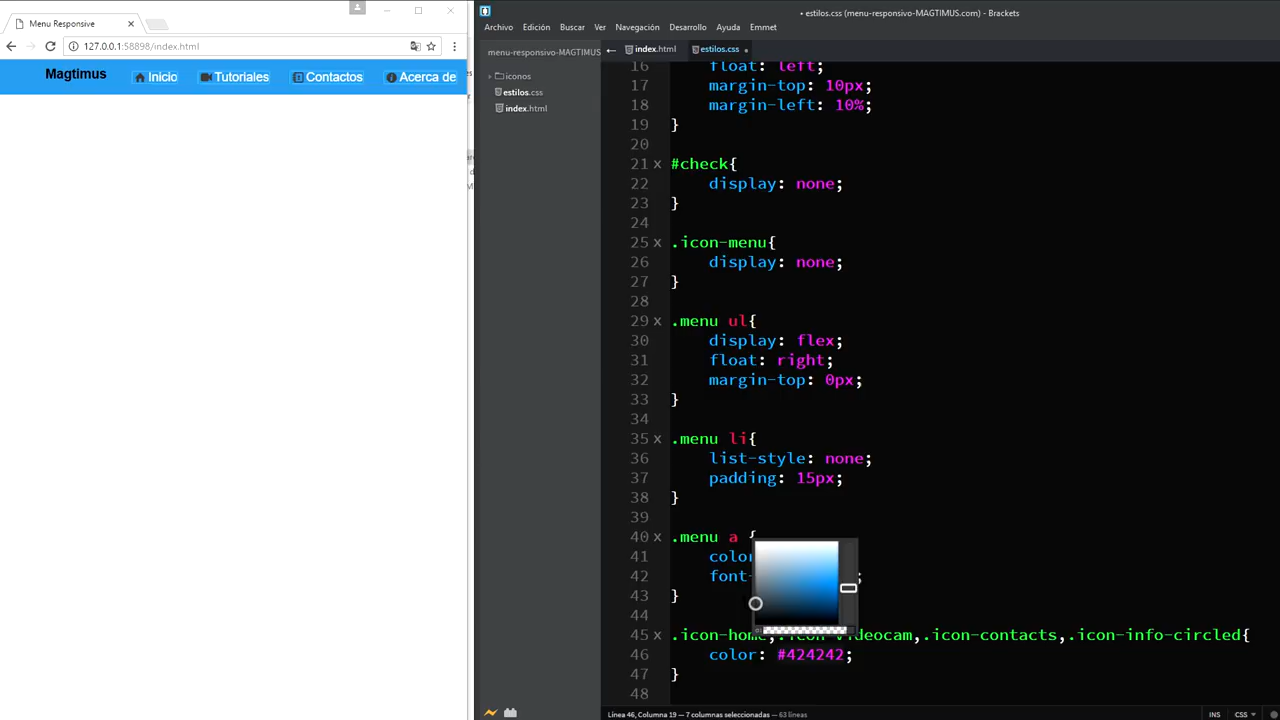 Menu Responsive
127.0.0.1:58898/index.html
Magtimus
Inicio
Tutoriales
Contactos
Acerca de
• estilos.css (menu-responsivo-MAGTIMUS.com) - Brackets
Archivo Edición Buscar Ver Navegación Desarrollo Ayuda Emmet
menu-responsivo-MAGTIMUS
iconos
estilos.css
index.html
index.html
estilos.css
16 float: left;
17 margin-top: 10px;
18 margin-left: 10%;
19 }
20
21 #check{
22 display: none;
23 }
24
25 .icon-menu{
26 display: none;
27 }
28
29 .menu ul{
30 display: flex;
31 float: right;
32 margin-top: 0px;
33 }
34
35 .menu li{
36 list-style: none;
37 padding: 15px;
38 }
39
40 .menu a {
41 color
42 font- ;
43 }
44
45 .icon-home,.icon-videocam,.icon-contacts,.icon-info-circled{
46 color: #424242;
47 }
48
Línea 46, Columna 19 — 7 columnas seleccionadas — 63 líneas
INS CSS